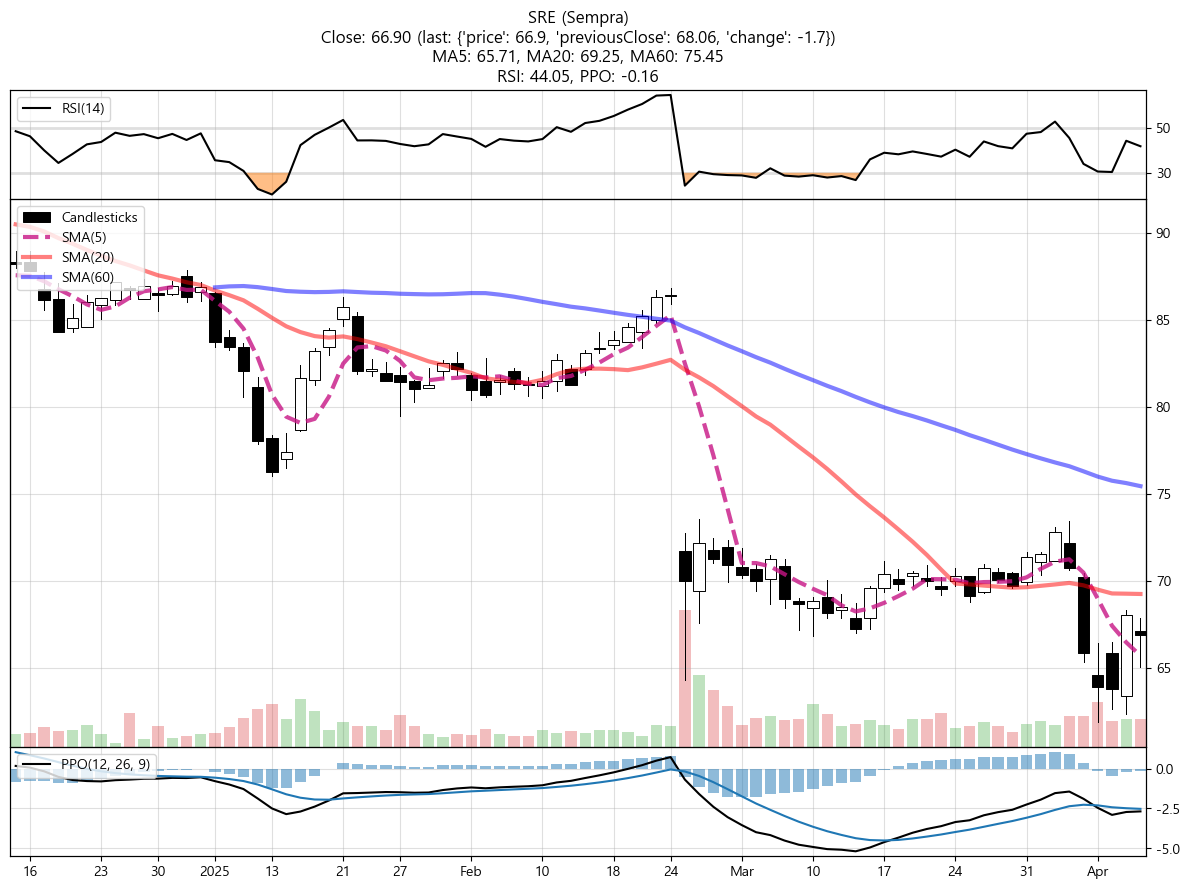 SRE (Sempra)
Close: 66.90 (last: {'price': 66.9, 'previousClose': 68.06, 'change': -1.7})
MA5: 65.71, MA20: 69.25, MA60: 75.45
RSI: 44.05, PPO: -0.16
RSI(14)
50
30
Candlesticks
SMA(5)
SMA(20)
SMA(60)
90
85
80
75
70
65
PPO(12, 26, 9)
0.0
-2.5
-5.0
16 23 30 2025 13 21 27 Feb 10 18 24 Mar 10 17 24 31 Apr